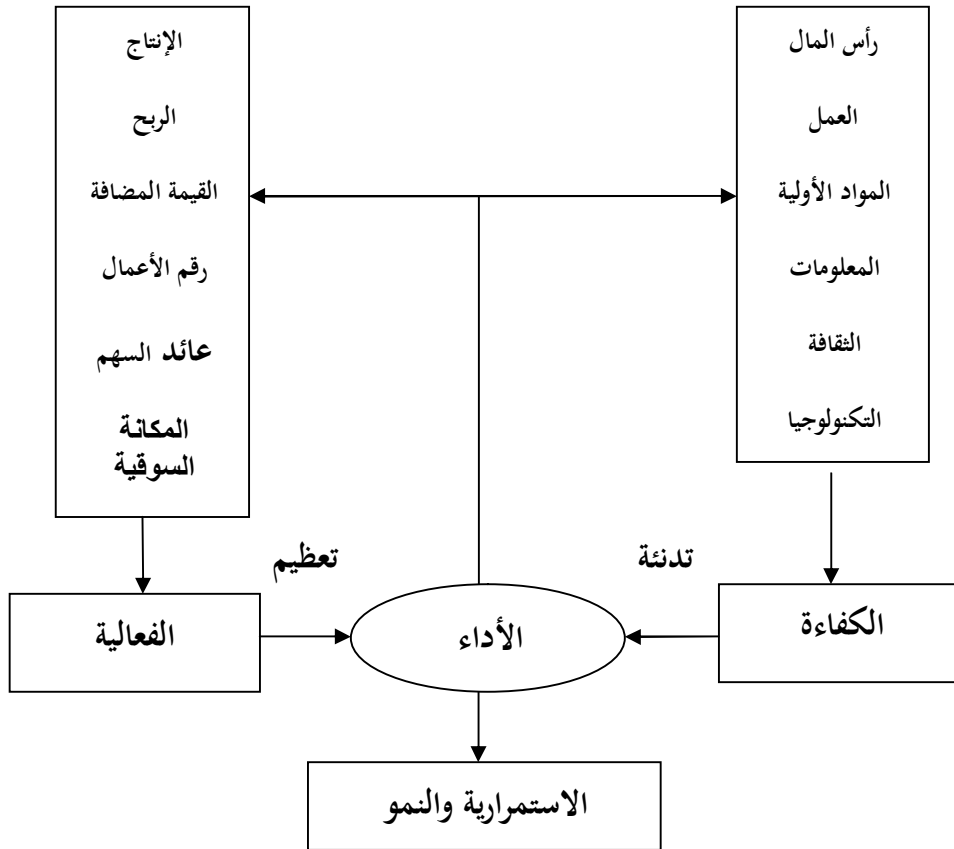 رأس المال
العمل
المواد الأولية
المعلومات
الثقافة
التكنولوجيا
الإنتاج
الربح
القيمة المضافة
رقم الأعمال
عائد السهم
المكانة
السوقية
تدنئة
تعظيم
الكفاءة
الأداء
الفعالية
الاستمرارية والنمو